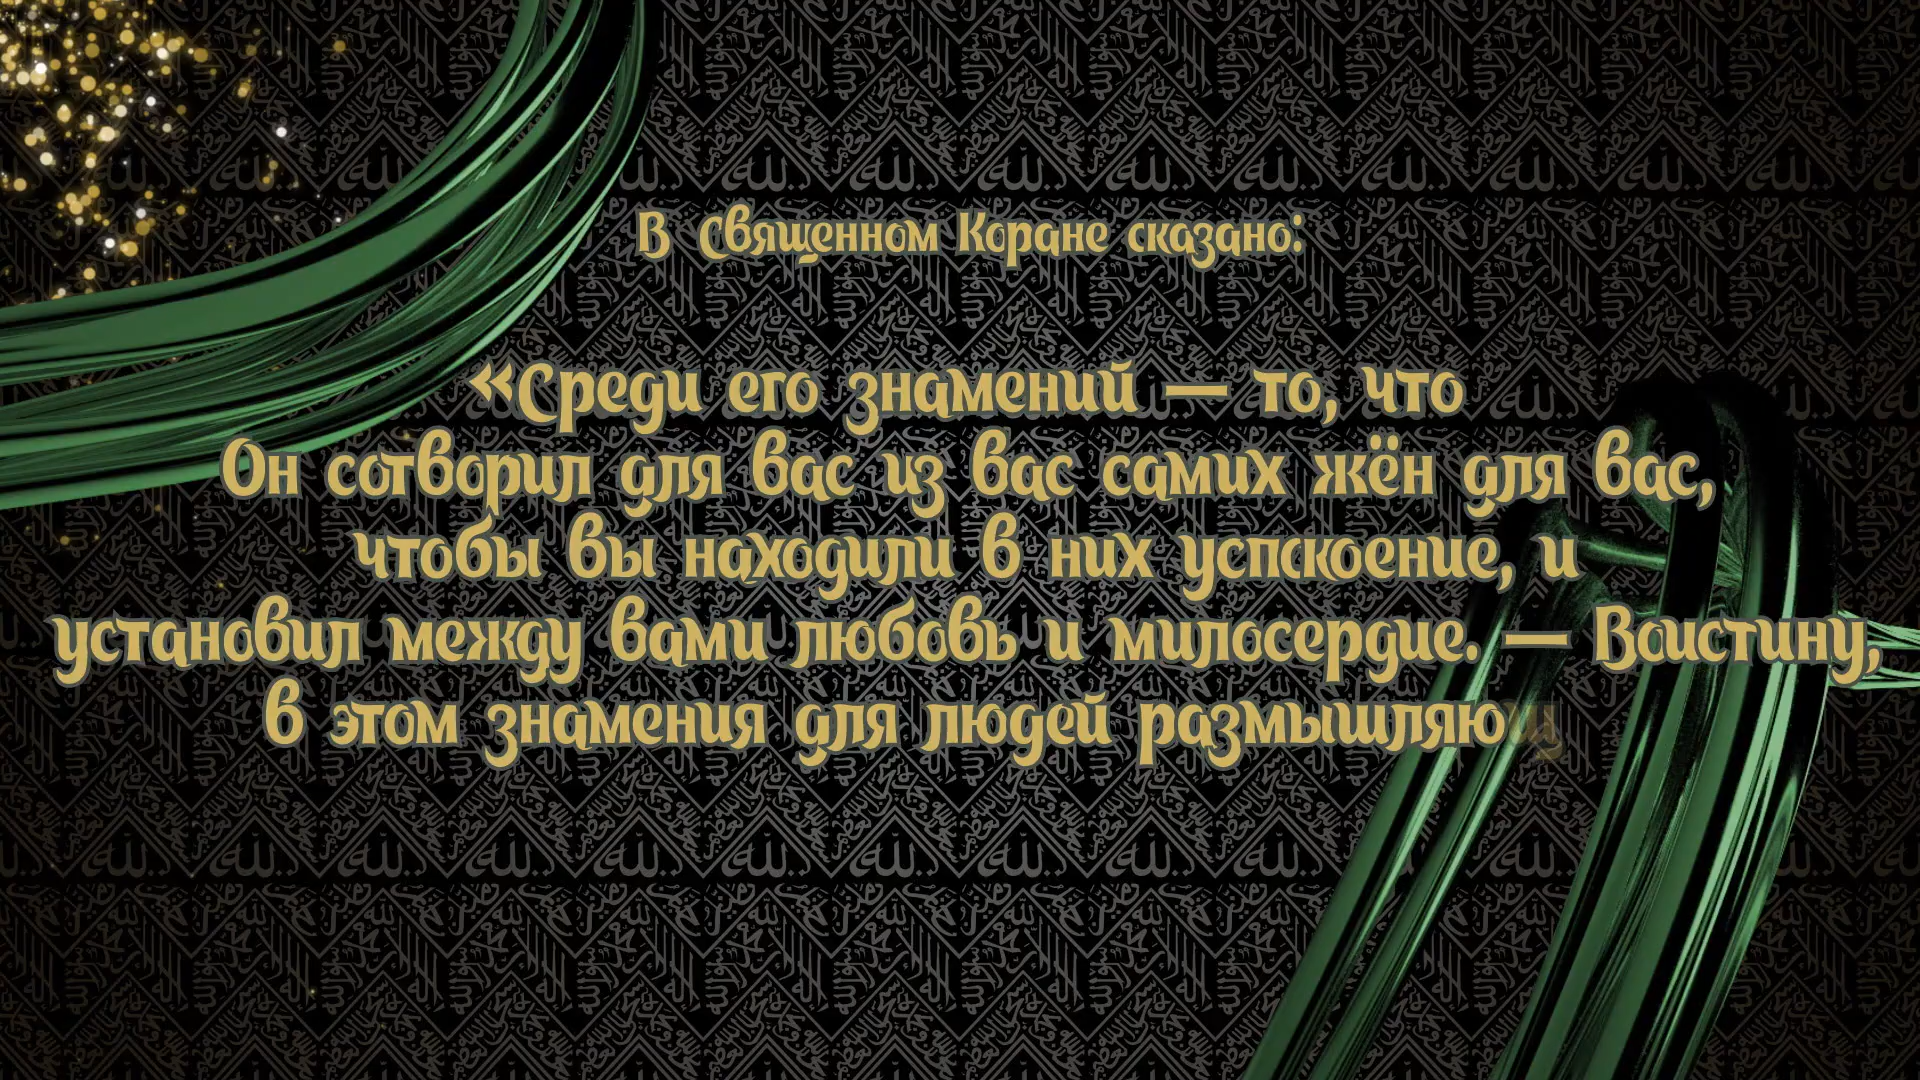 В Священном Коране сказано:
«Среди его знамений — то, что
Он сотворил для вас из вас самих жён для вас,
чтобы вы находили в них успокоение, и
установил между вами любовь и милосердие. — Воистину,
в этом знамения для людей размышляющ